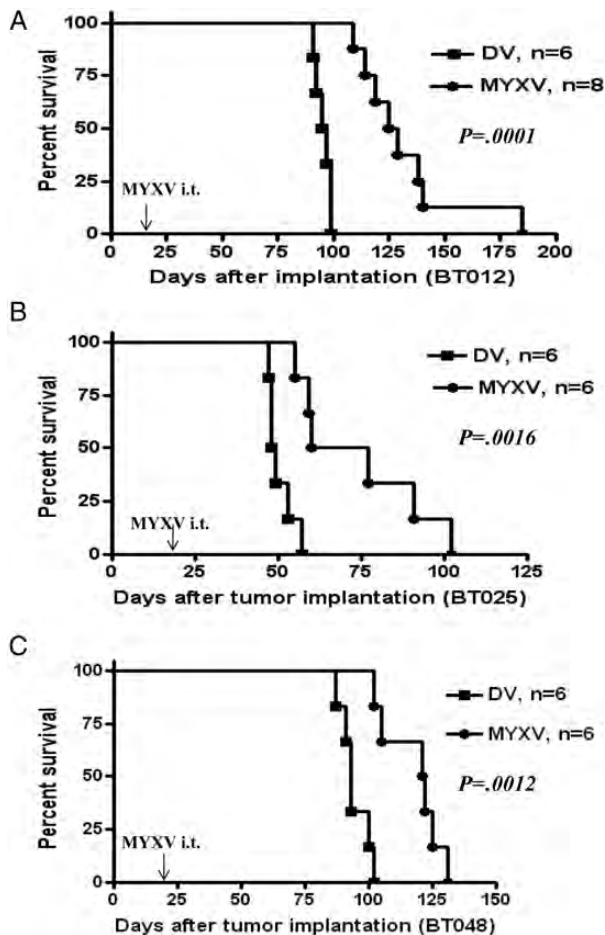 A
Percent survival
100
75
50
25
0
MYXV i.t.
DV, n=6
MYXV, n=8
P=.0001
0 25 50 75 100 125 150 175 200
Days after implantation (BT012)
B
Percent survival
100
75
50
25
0
MYXV i.t.
DV, n=6
MYXV, n=6
P=.0016
0 25 50 75 100 125
Days after tumor implantation (BT025)
C
Percent survival
100
75
50
25
0
MYXV i.t.
DV, n=6
MYXV, n=6
P=.0012
0 25 50 75 100 125 150
Days after tumor implantation (BT048)